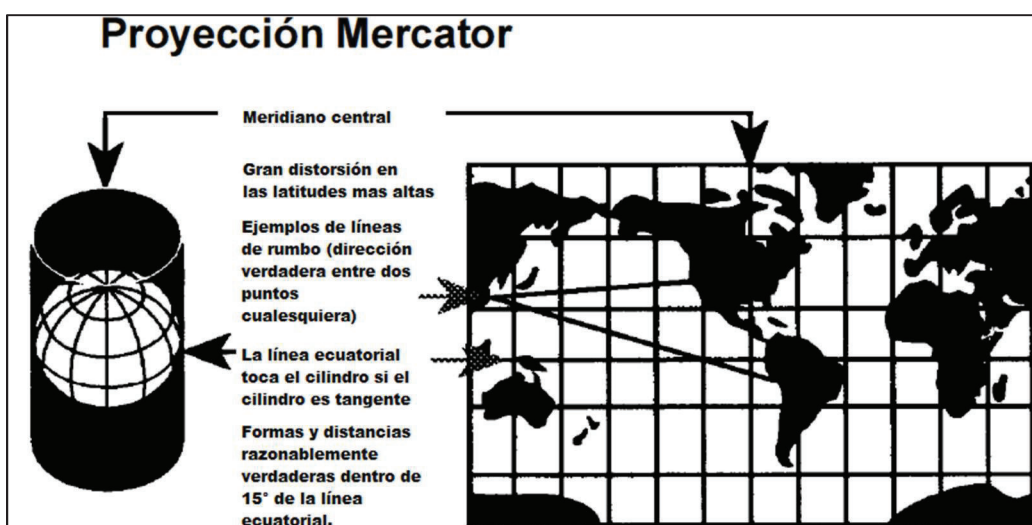 Proyección Mercator
Meridiano central
Gran distorsión en
las latitudes mas altas
Ejemplos de líneas
de rumbo (dirección
verdadera entre dos
puntos
cualesquiera)
La línea ecuatorial
toca el cilindro si el
cilindro es tangente
Formas y distancias
razonablemente
verdaderas dentro de
15° de la línea
ecuatorial.